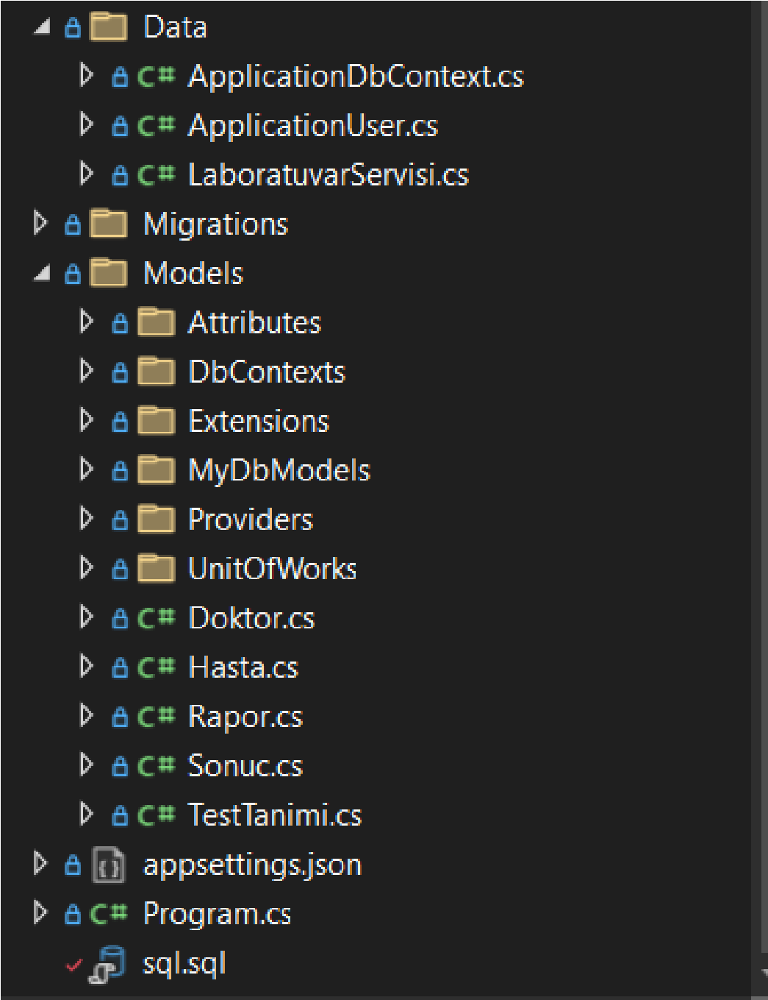 Data
C# ApplicationDbContext.cs
C# ApplicationUser.cs
C# LaboratuvarServisi.cs
Migrations
Models
Attributes
DbContexts
Extensions
MyDbModels
Providers
UnitOfWorks
C# Doktor.cs
C# Hasta.cs
C# Rapor.cs
C# Sonuc.cs
C# TestTanimi.cs
appsettings.json
C# Program.cs
sql.sql